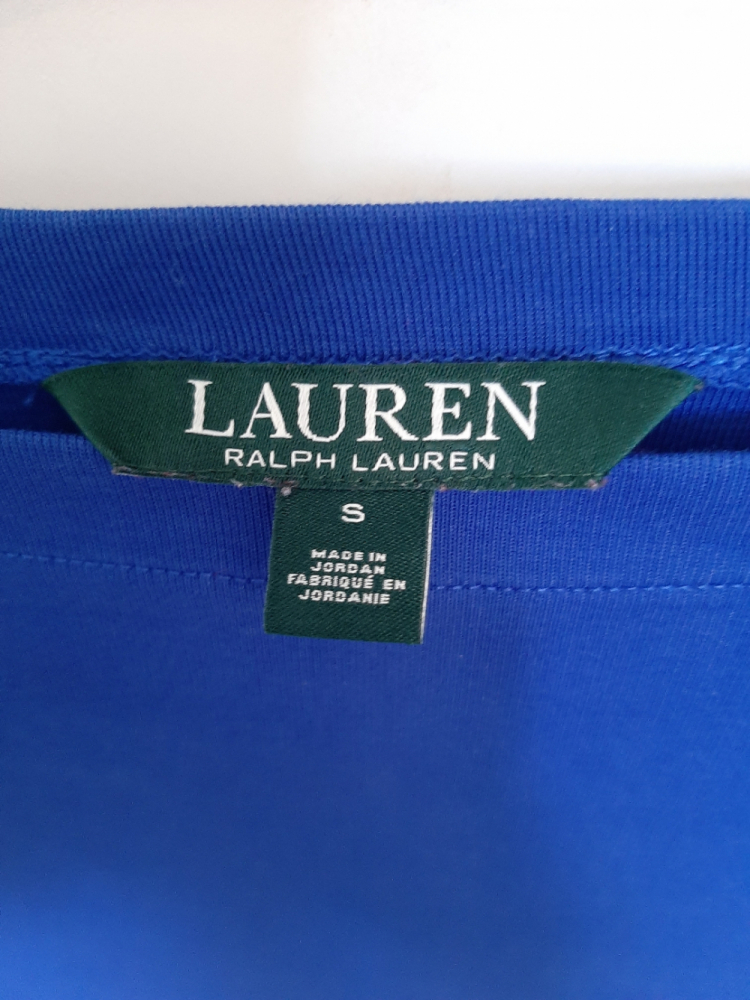 LAUREN
RALPH LAUREN
S
MADE IN
JORDAN
FABRIQUÉ EN
JORDANIE